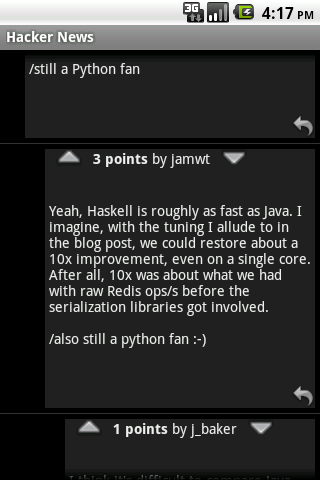 3G 4:17 PM
Hacker News
/still a Python fan
3 points by jamwt
Yeah, Haskell is roughly as fast as Java. I
imagine, with the tuning I allude to in
the blog post, we could restore about a
10x improvement, even on a single core.
After all, 10x was about what we had
with raw Redis ops/s before the
serialization libraries got involved.
/also still a python fan :-)
1 points by j_baker